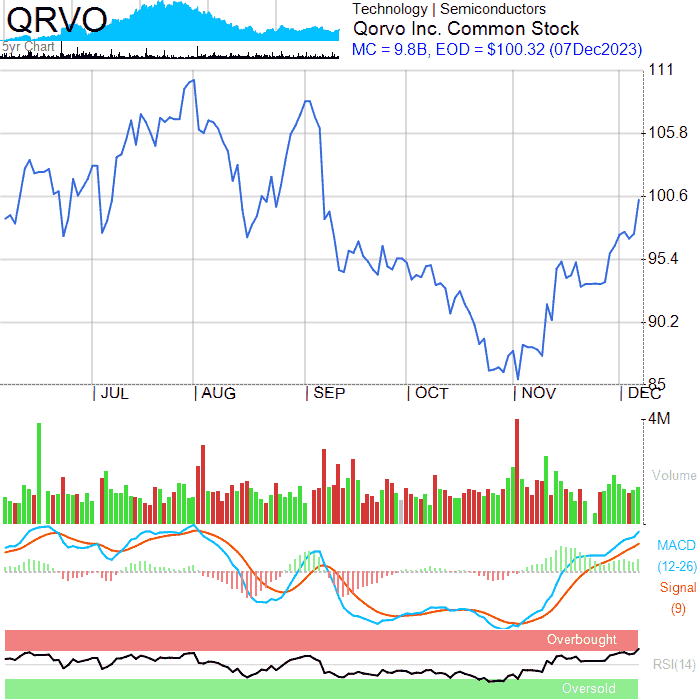 QRVO
5yr Chart
Technology | Semiconductors
Qorvo Inc. Common Stock
MC = 9.8B, EOD = $100.32 (07Dec2023)
111
105.8
100.6
95.4
90.2
85
JUL AUG SEP OCT NOV DEC
4M
Volume
MACD
(12-26)
Signal
(9)
Overbought
RSI(14)
Oversold